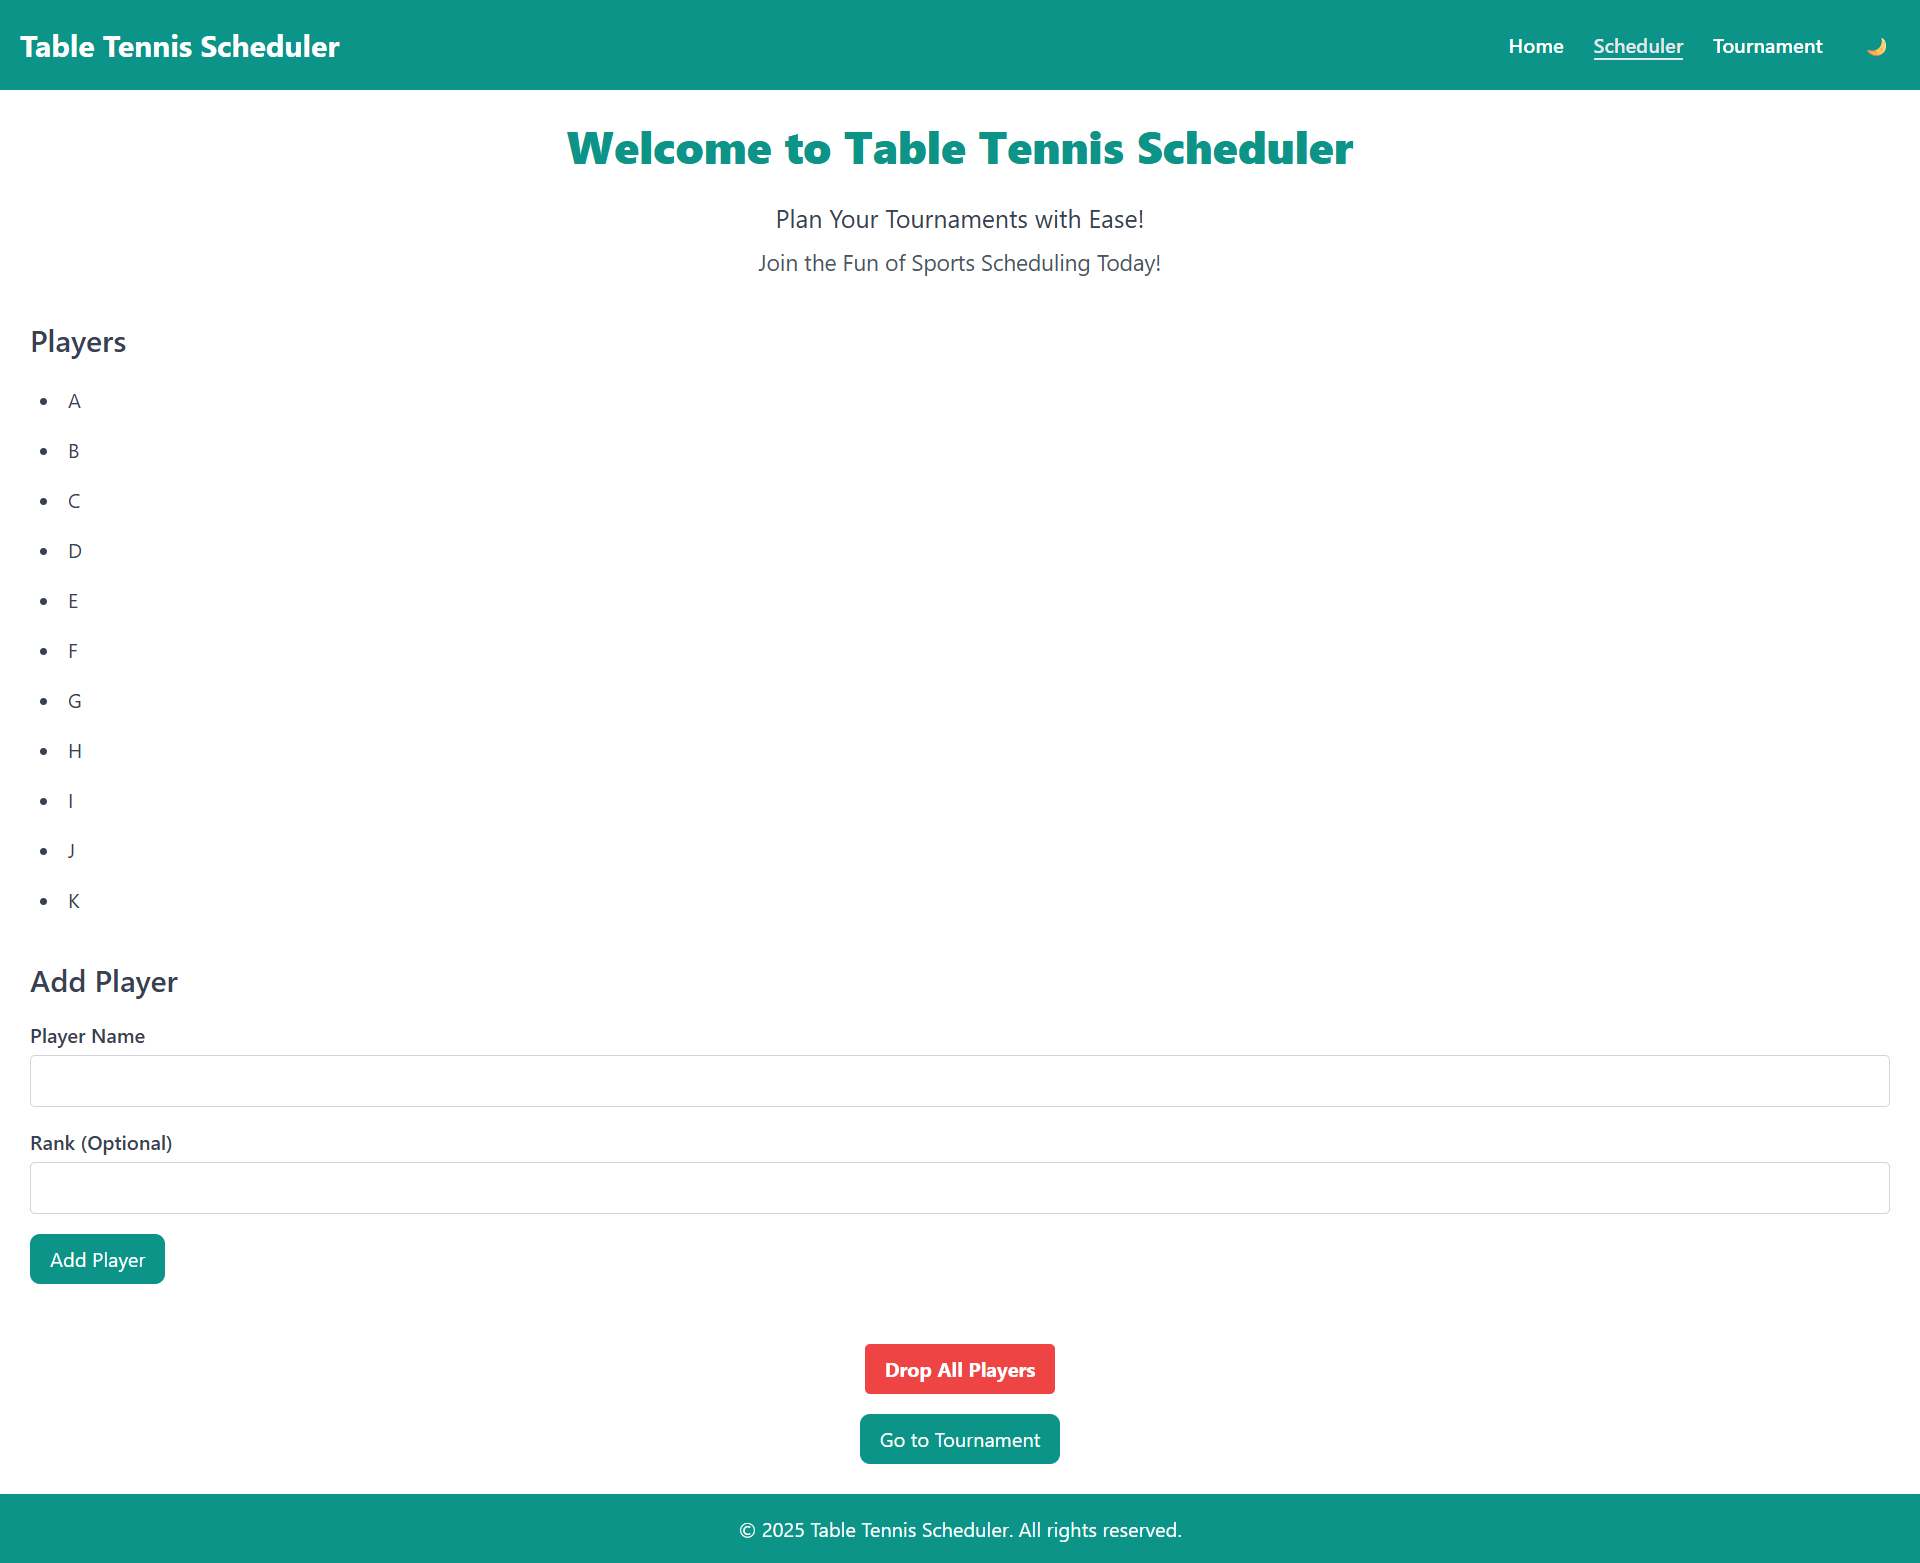 Table Tennis Scheduler
Home
Scheduler
Tournament
Welcome to Table Tennis Scheduler
Plan Your Tournaments with Ease!
Join the Fun of Sports Scheduling Today!
Players
A
B
C
D
E
F
G
H
I
J
K
Add Player
Player Name
Rank (Optional)
Add Player
Drop All Players
Go to Tournament
© 2025 Table Tennis Scheduler. All rights reserved.